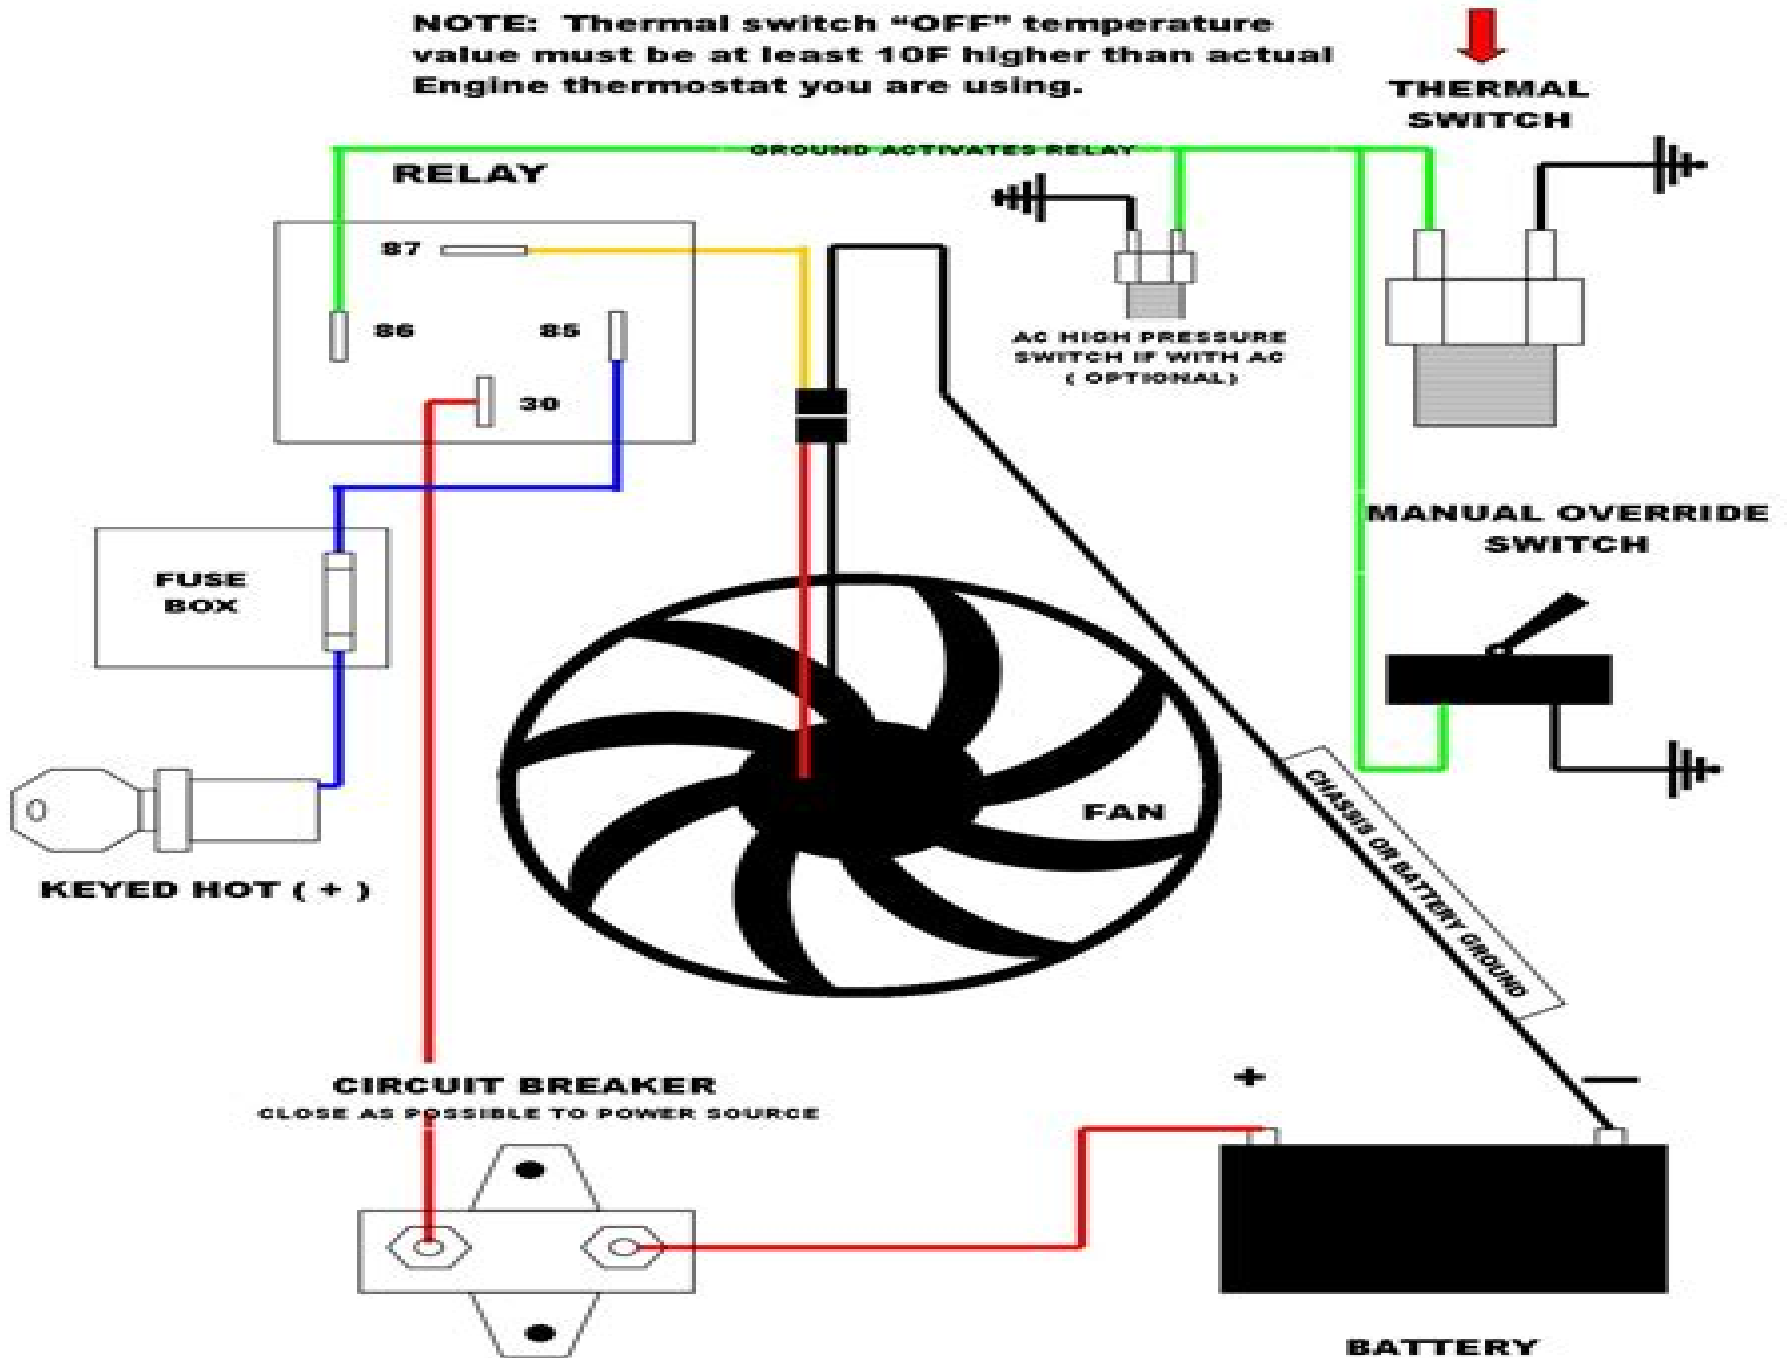 NOTE: Thermal switch “OFF” temperature
value must be at least 10F higher than actual
Engine thermostat you are using.
THERMAL
SWITCH
GROUND ACTIVATES RELAY
RELAY
87
86
85
30
AC HIGH PRESSURE
SWITCH IF WITH AC
( OPTIONAL)
MANUAL OVERRIDE
SWITCH
FUSE
BOX
FAN
KEYED HOT ( + )
CHASSIS OR BATTERY GROUND
CIRCUIT BREAKER
CLOSE AS POSSIBLE TO POWER SOURCE
+ —
BATTERY